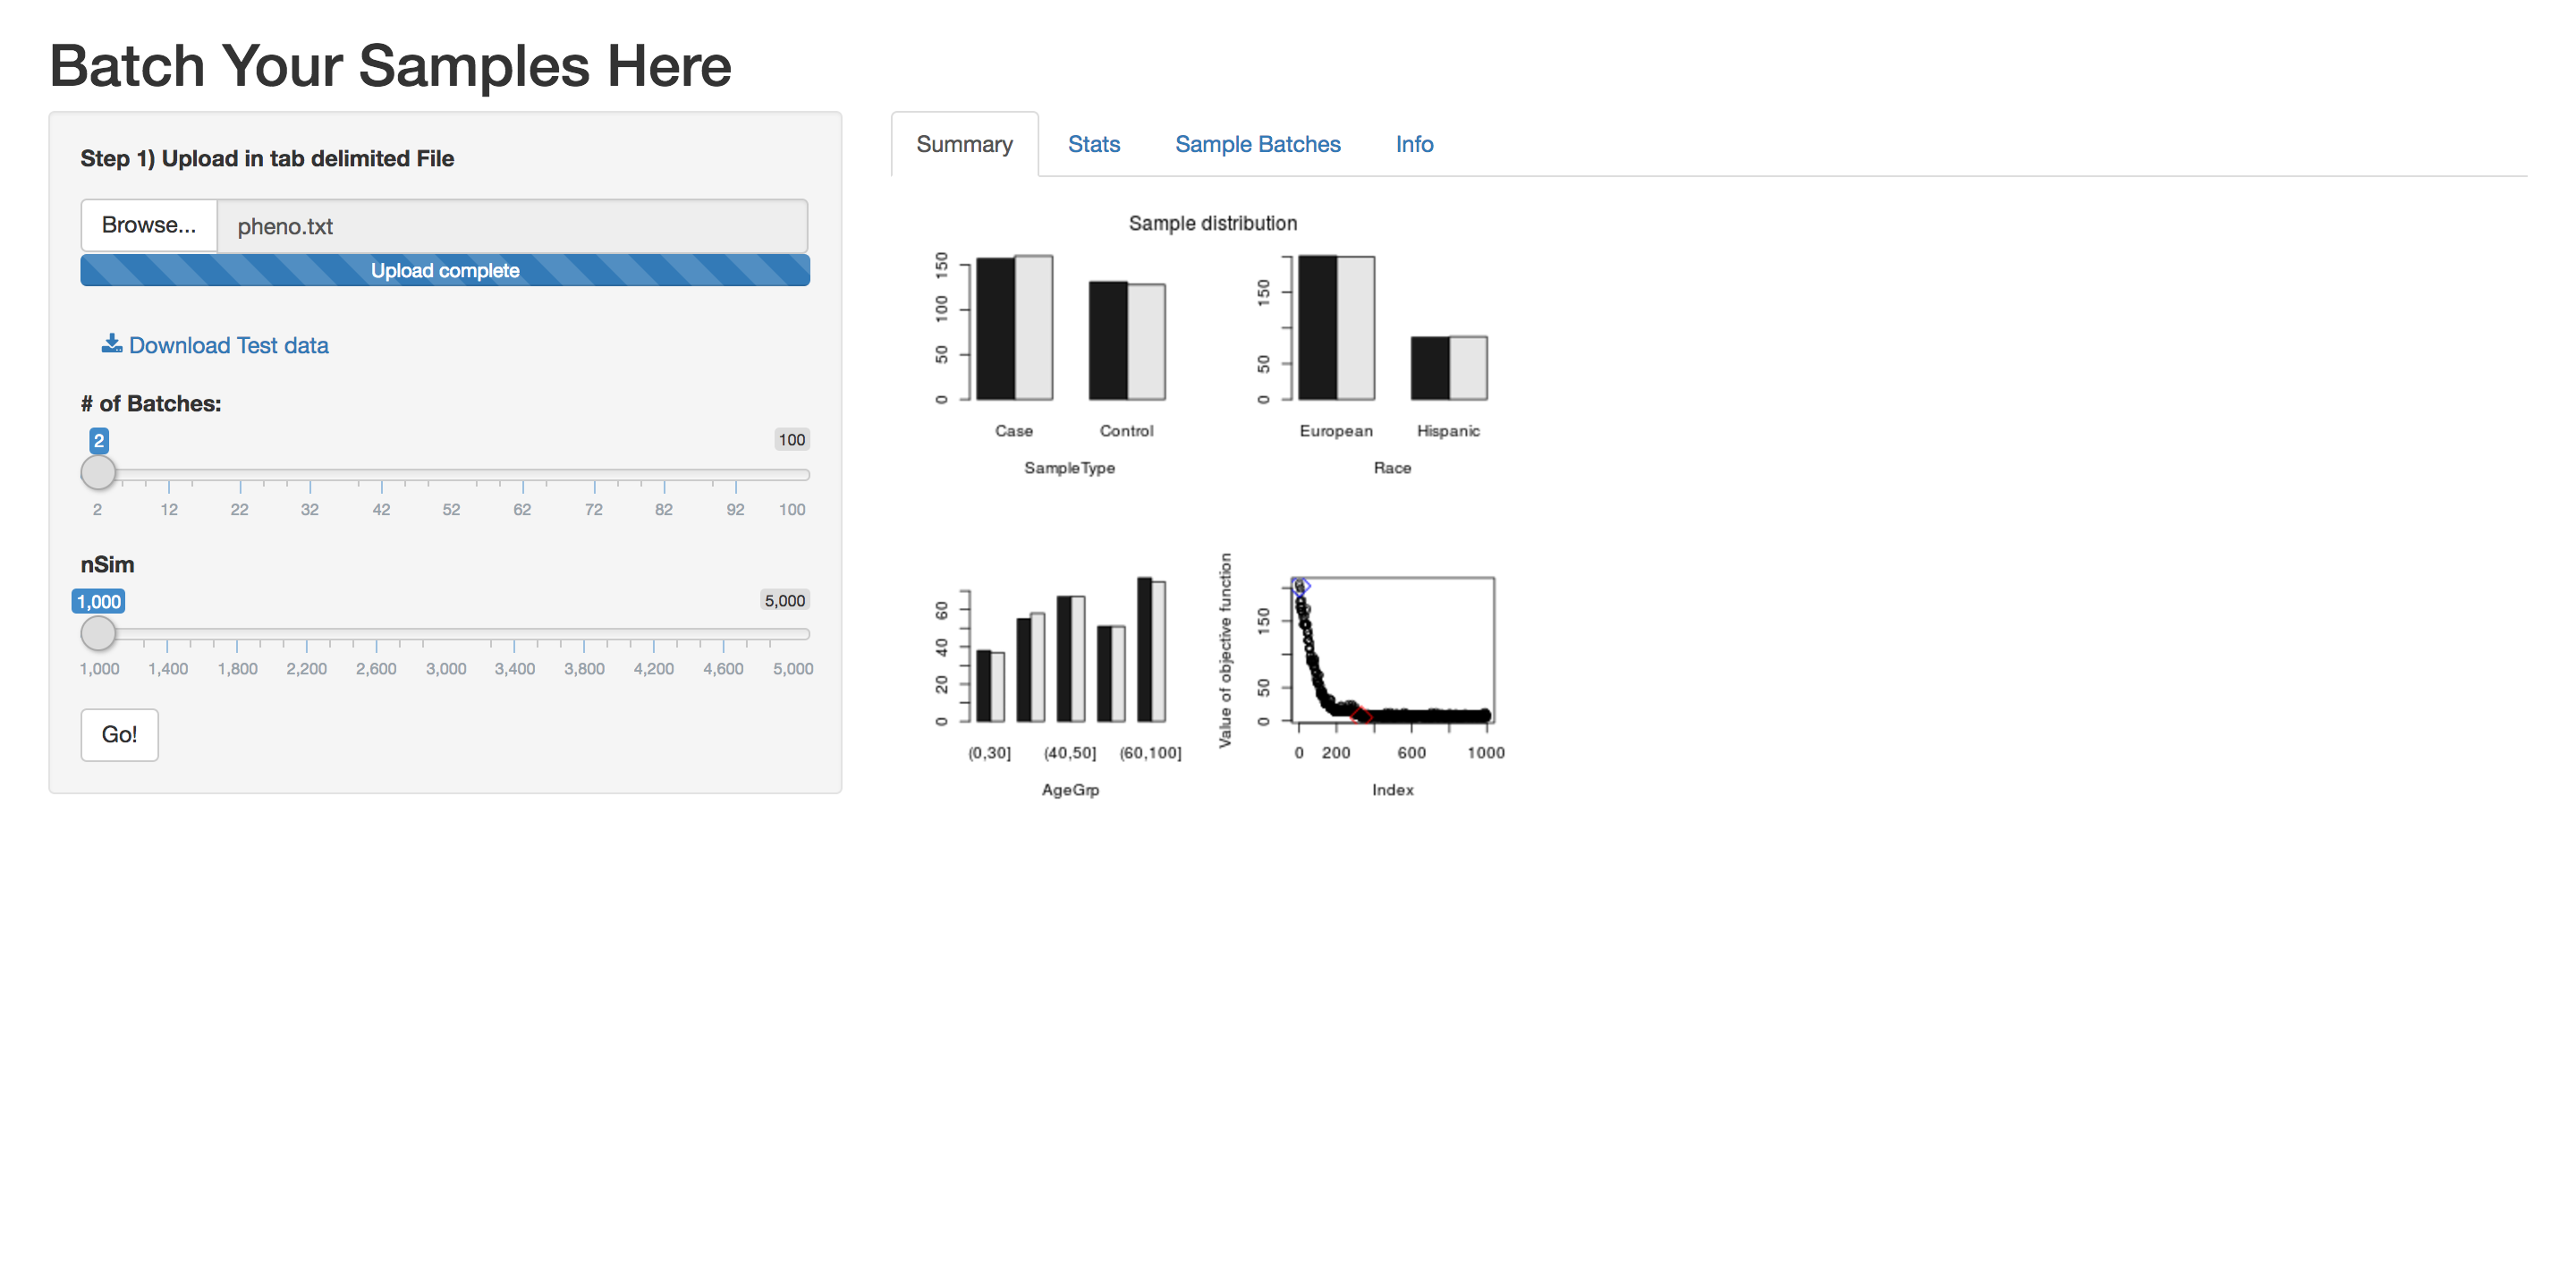 Batch Your Samples Here
Step 1) Upload in tab delimited File
Browse... pheno.txt
Upload complete
Download Test data
# of Batches:
2 100
2 12 22 32 42 52 62 72 82 92 100
nSim
1,000 5,000
1,000 1,400 1,800 2,200 2,600 3,000 3,400 3,800 4,200 4,600 5,000
Go!
Summary Stats Sample Batches Info
Sample distribution
150
100
50
0
Case Control
SampleType
150
50
0
European Hispanic
Race
60
40
20
0
(0,30] (40,50] (60,100]
AgeGrp
Value of objective function
150
50
0
0 200 600 1000
Index